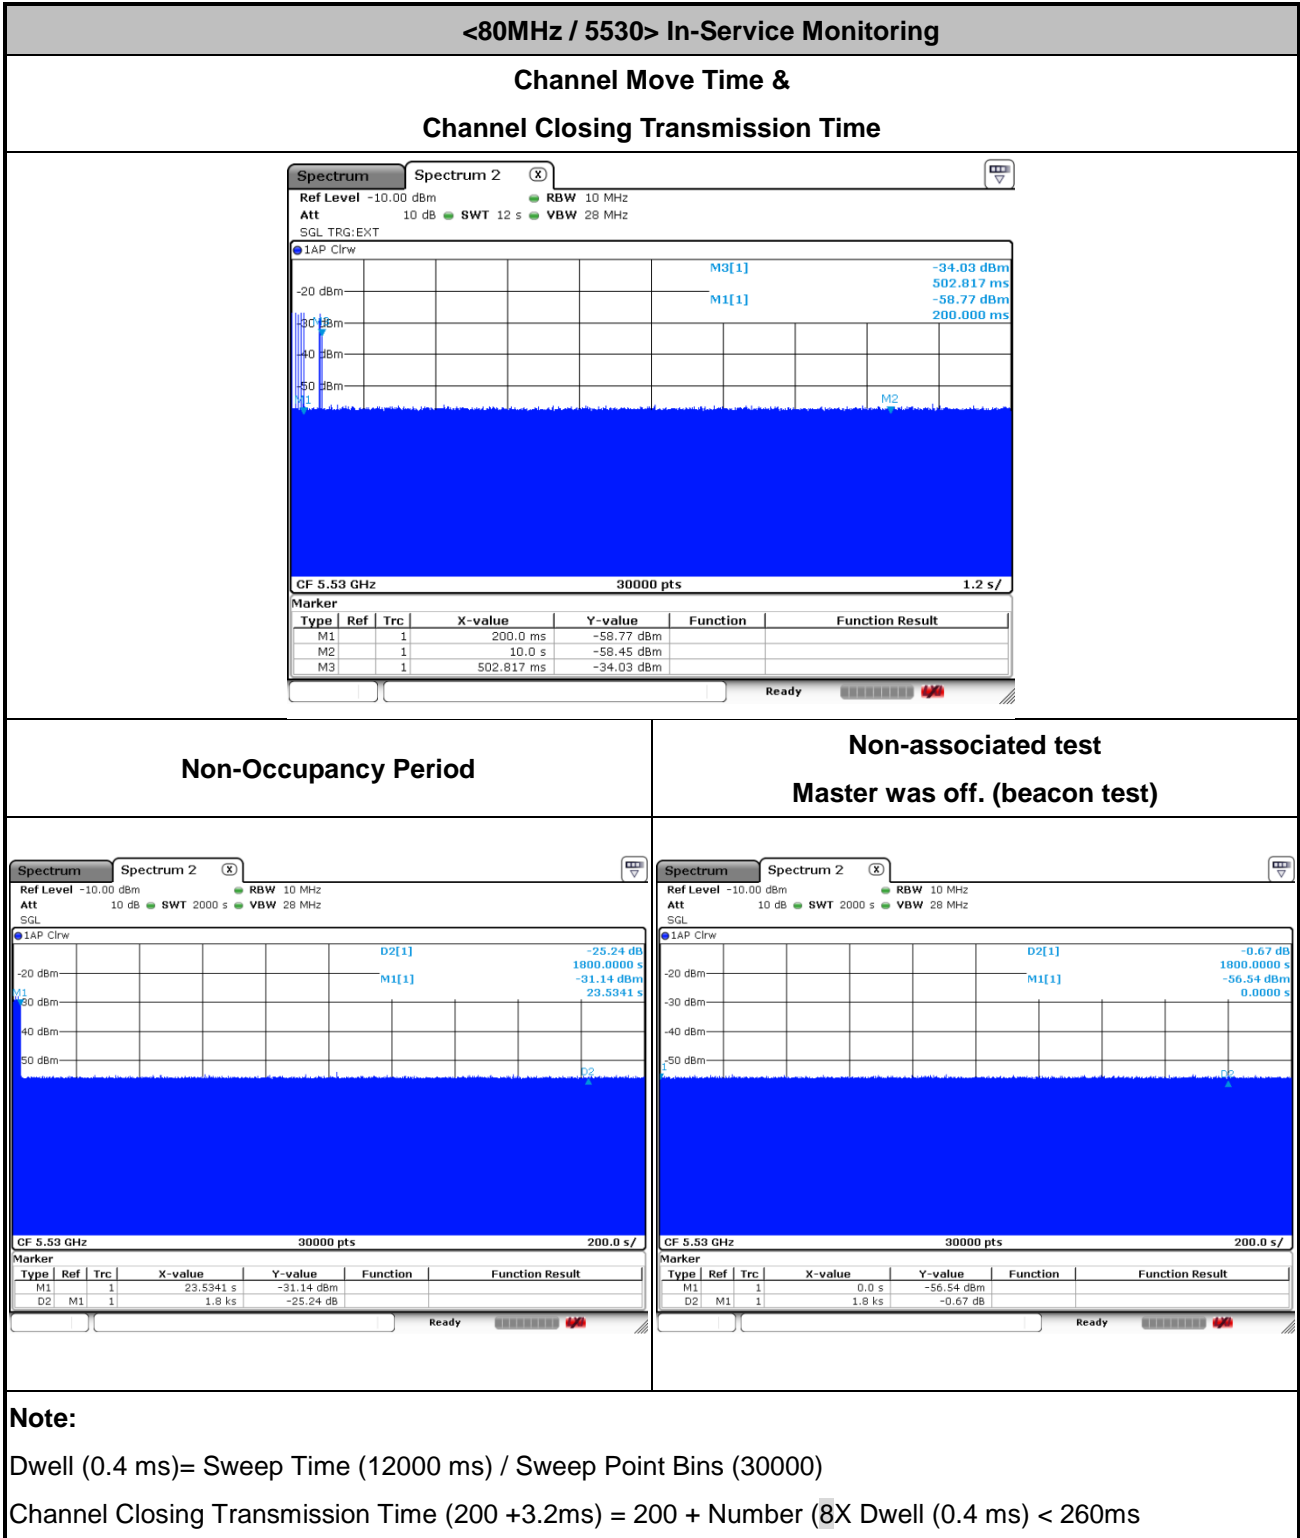 <80MHz / 5530> In-Service Monitoring
Channel Move Time &
Channel Closing Transmission Time
Spectrum Spectrum 2 X
Ref Level -10.00 dBm RBW 10 MHz
Att 10 dB SWT 12 s VBW 28 MHz
SGL TRG:EXT
1AP Clrw
M3[1] -34.03 dBm
502.817 ms
-20 dBm
M1[1] -58.77 dBm
200.000 ms
-30 dBm
-40 dBm
-50 dBm
M1 M2
CF 5.53 GHz 30000 pts 1.2 s/
Marker
Type Ref Trc X-value Y-value Function Function Result
M1 1 200.0 ms -58.77 dBm
M2 1 10.0 s -58.45 dBm
M3 1 502.817 ms -34.03 dBm
Ready
Non-Occupancy Period
Spectrum Spectrum 2 X
Ref Level -10.00 dBm RBW 10 MHz
Att 10 dB SWT 2000 s VBW 28 MHz
SGL
1AP Clrw
D2[1] -25.24 dB
1800.0000 s
-20 dBm
M1[1] -31.14 dBm
23.5341 s
M1
-30 dBm
-40 dBm
-50 dBm
D2
CF 5.53 GHz 30000 pts 200.0 s/
Marker
Type Ref Trc X-value Y-value Function Function Result
M1 1 23.5341 s -31.14 dBm
D2 M1 1 1.8 ks -25.24 dB
Ready
Non-associated test
Master was off. (beacon test)
Spectrum Spectrum 2 X
Ref Level -10.00 dBm RBW 10 MHz
Att 10 dB SWT 2000 s VBW 28 MHz
SGL
1AP Clrw
D2[1] -0.67 dB
1800.0000 s
-20 dBm
M1[1] -56.54 dBm
0.0000 s
-30 dBm
-40 dBm
-50 dBm
D2
CF 5.53 GHz 30000 pts 200.0 s/
Marker
Type Ref Trc X-value Y-value Function Function Result
M1 1 0.0 s -56.54 dBm
D2 M1 1 1.8 ks -0.67 dB
Ready
Note:
Dwell (0.4 ms)= Sweep Time (12000 ms) / Sweep Point Bins (30000)
Channel Closing Transmission Time (200 +3.2ms) = 200 + Number (8X Dwell (0.4 ms) < 260ms